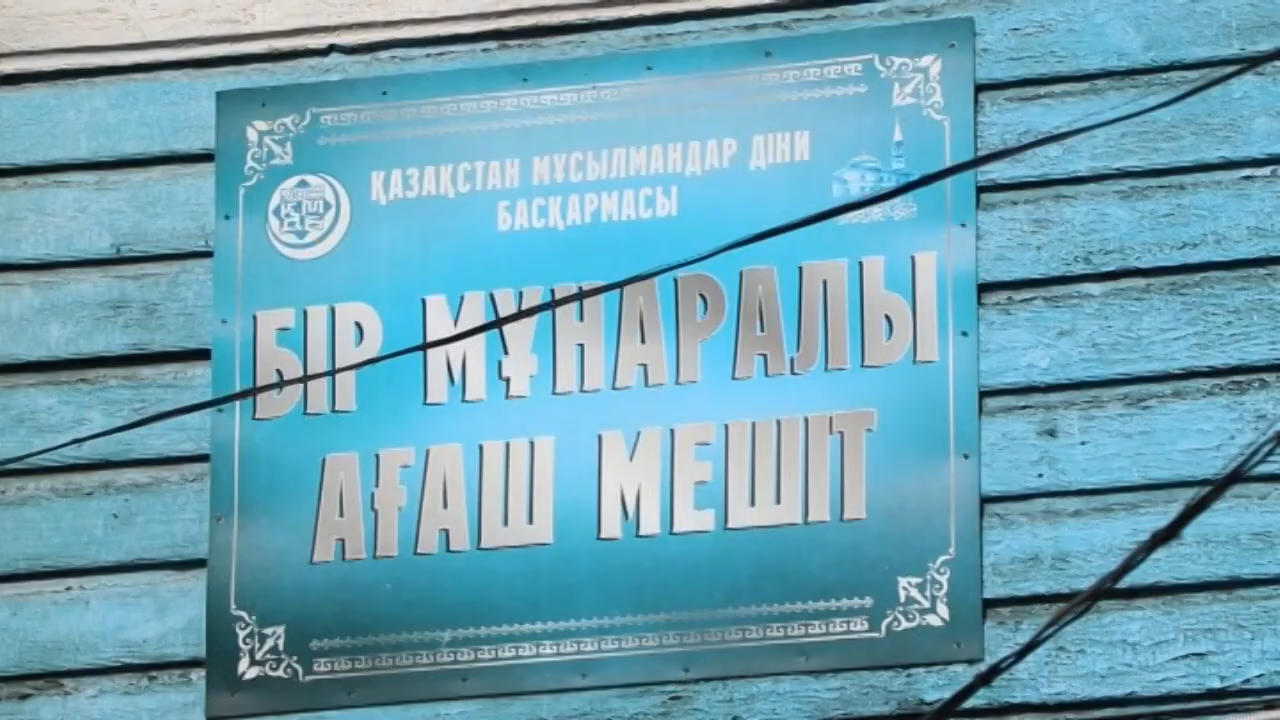 ҚАЗАҚСТАН МҰСЫЛМАНДАР ДІНИ
БАСҚАРМАСЫ
БІР МҰНАРАЛЫ
АҒАШ МЕШІТ